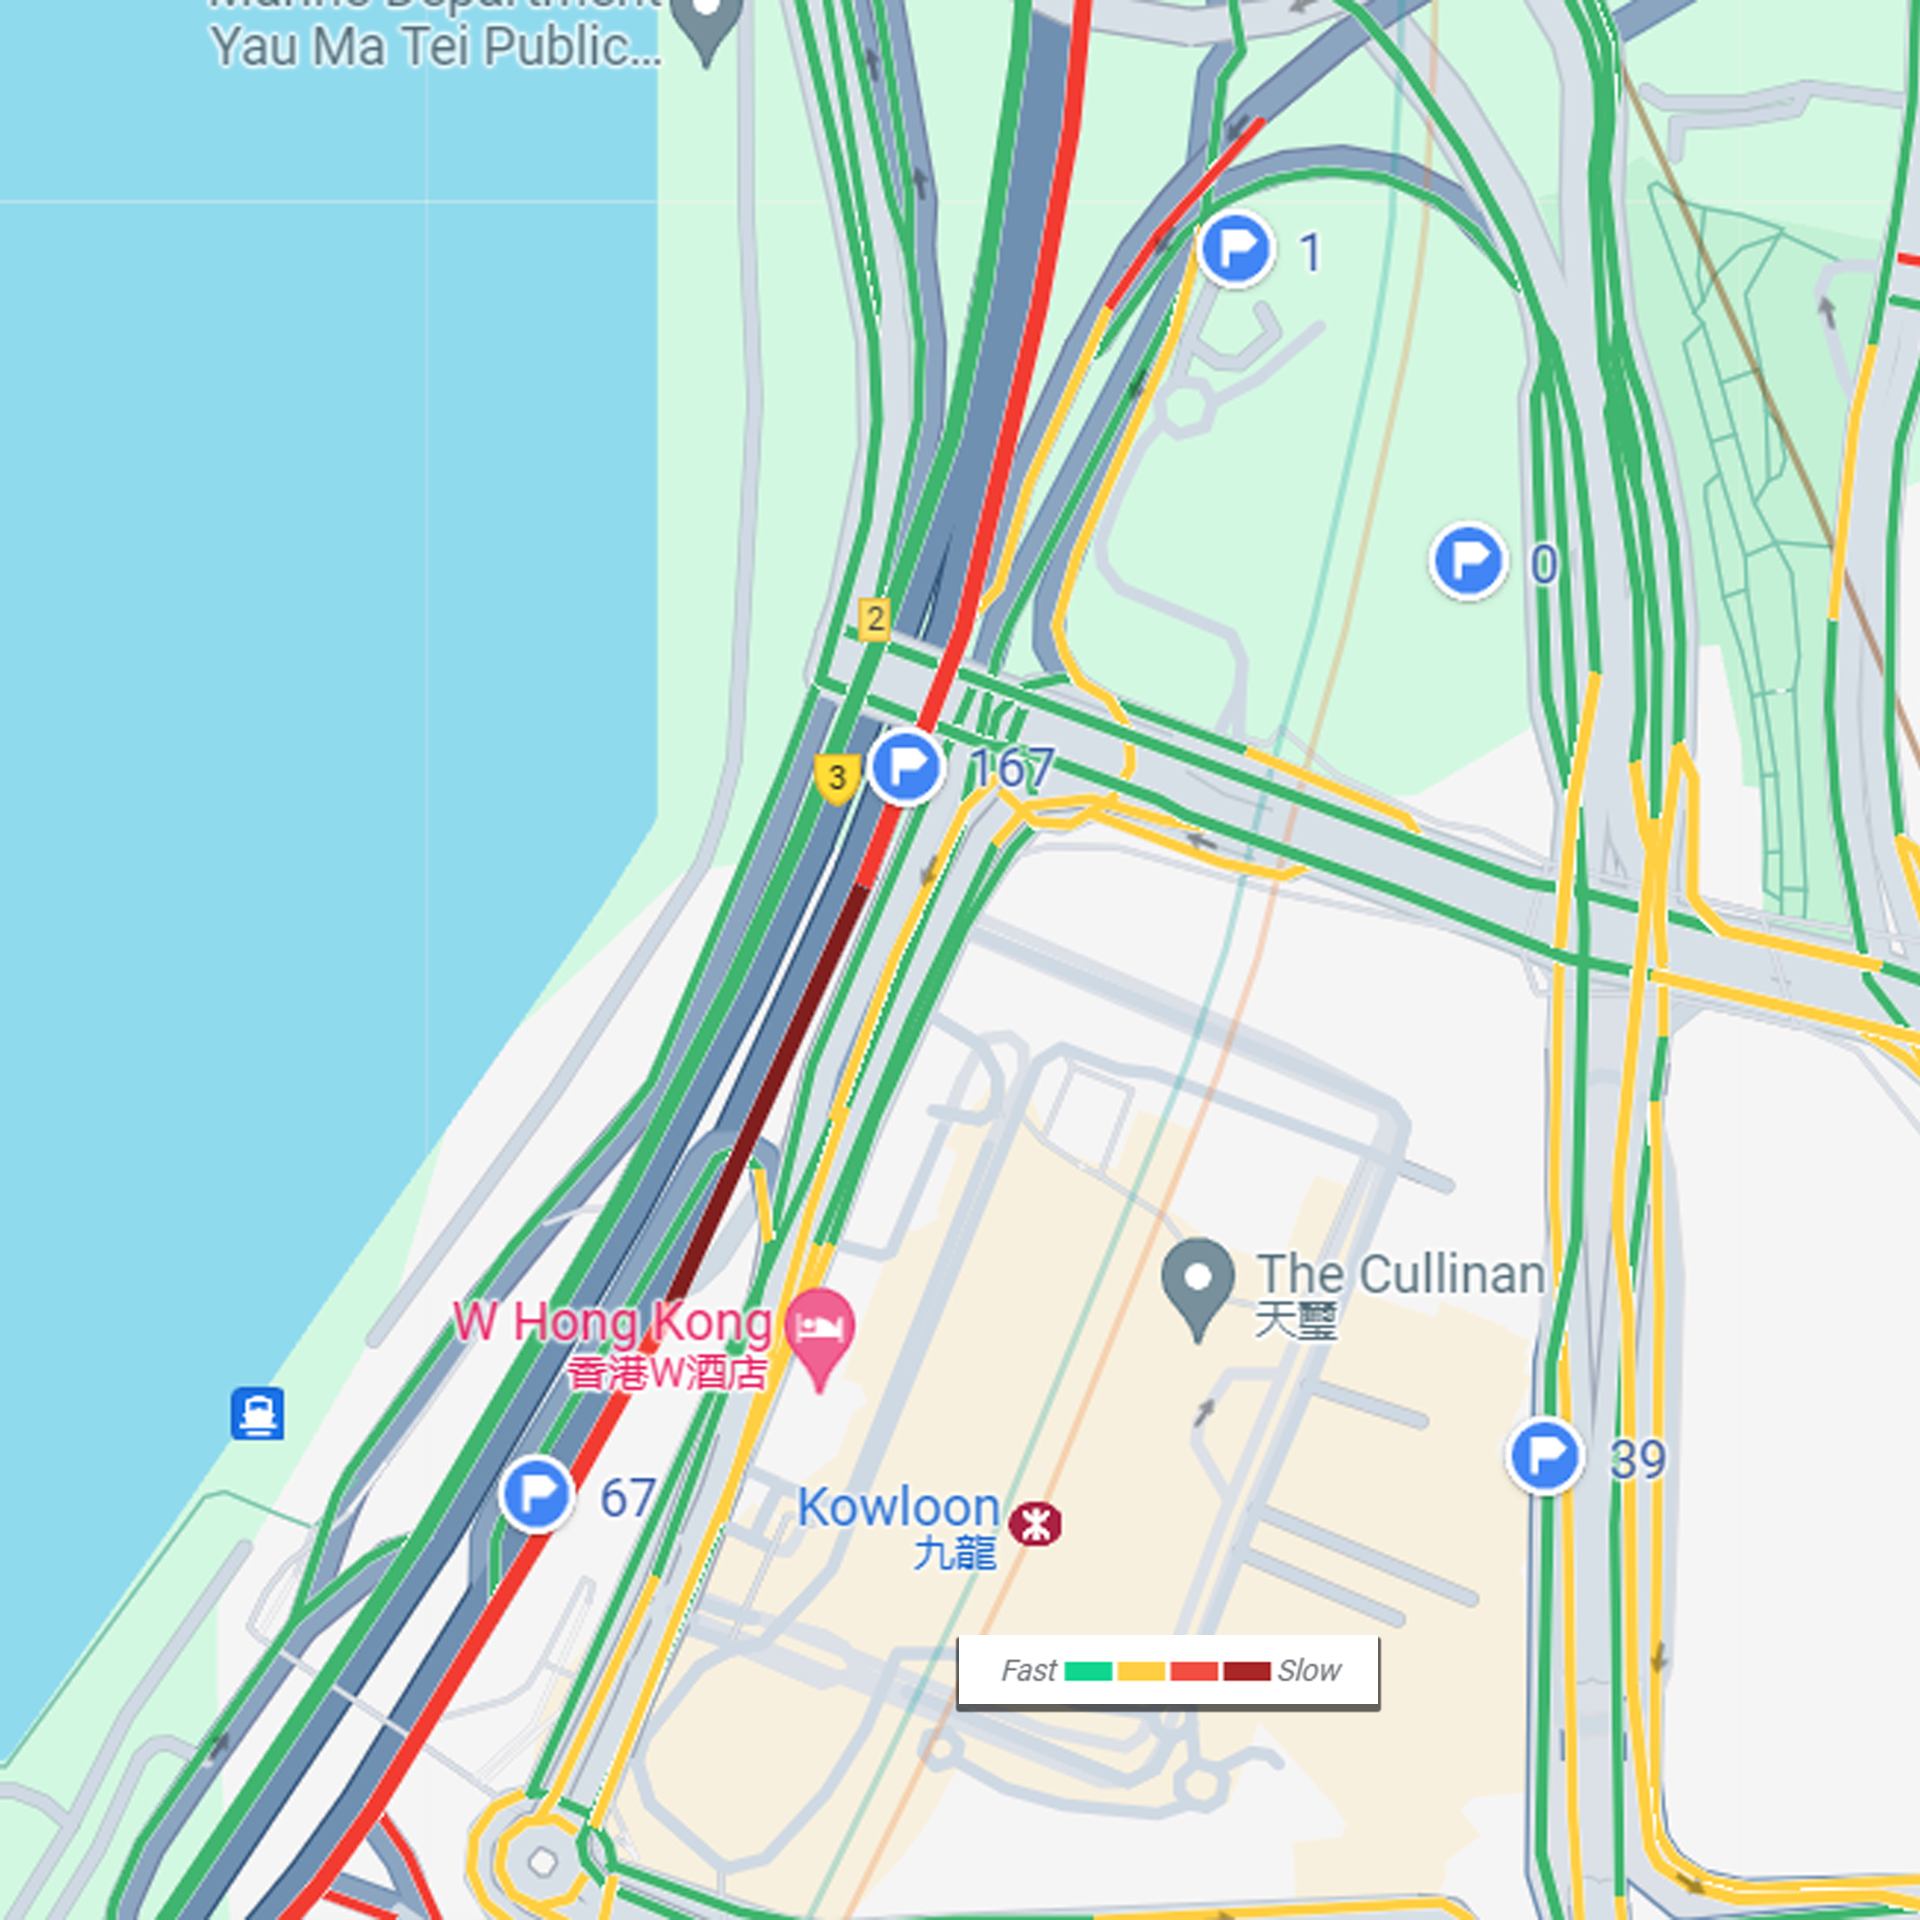 Marine Department
Yau Ma Tei Public...
1
0
2
3
167
The Cullinan
天璽
W Hong Kong
香港W酒店
39
67
Kowloon
九龍
Fast
Slow